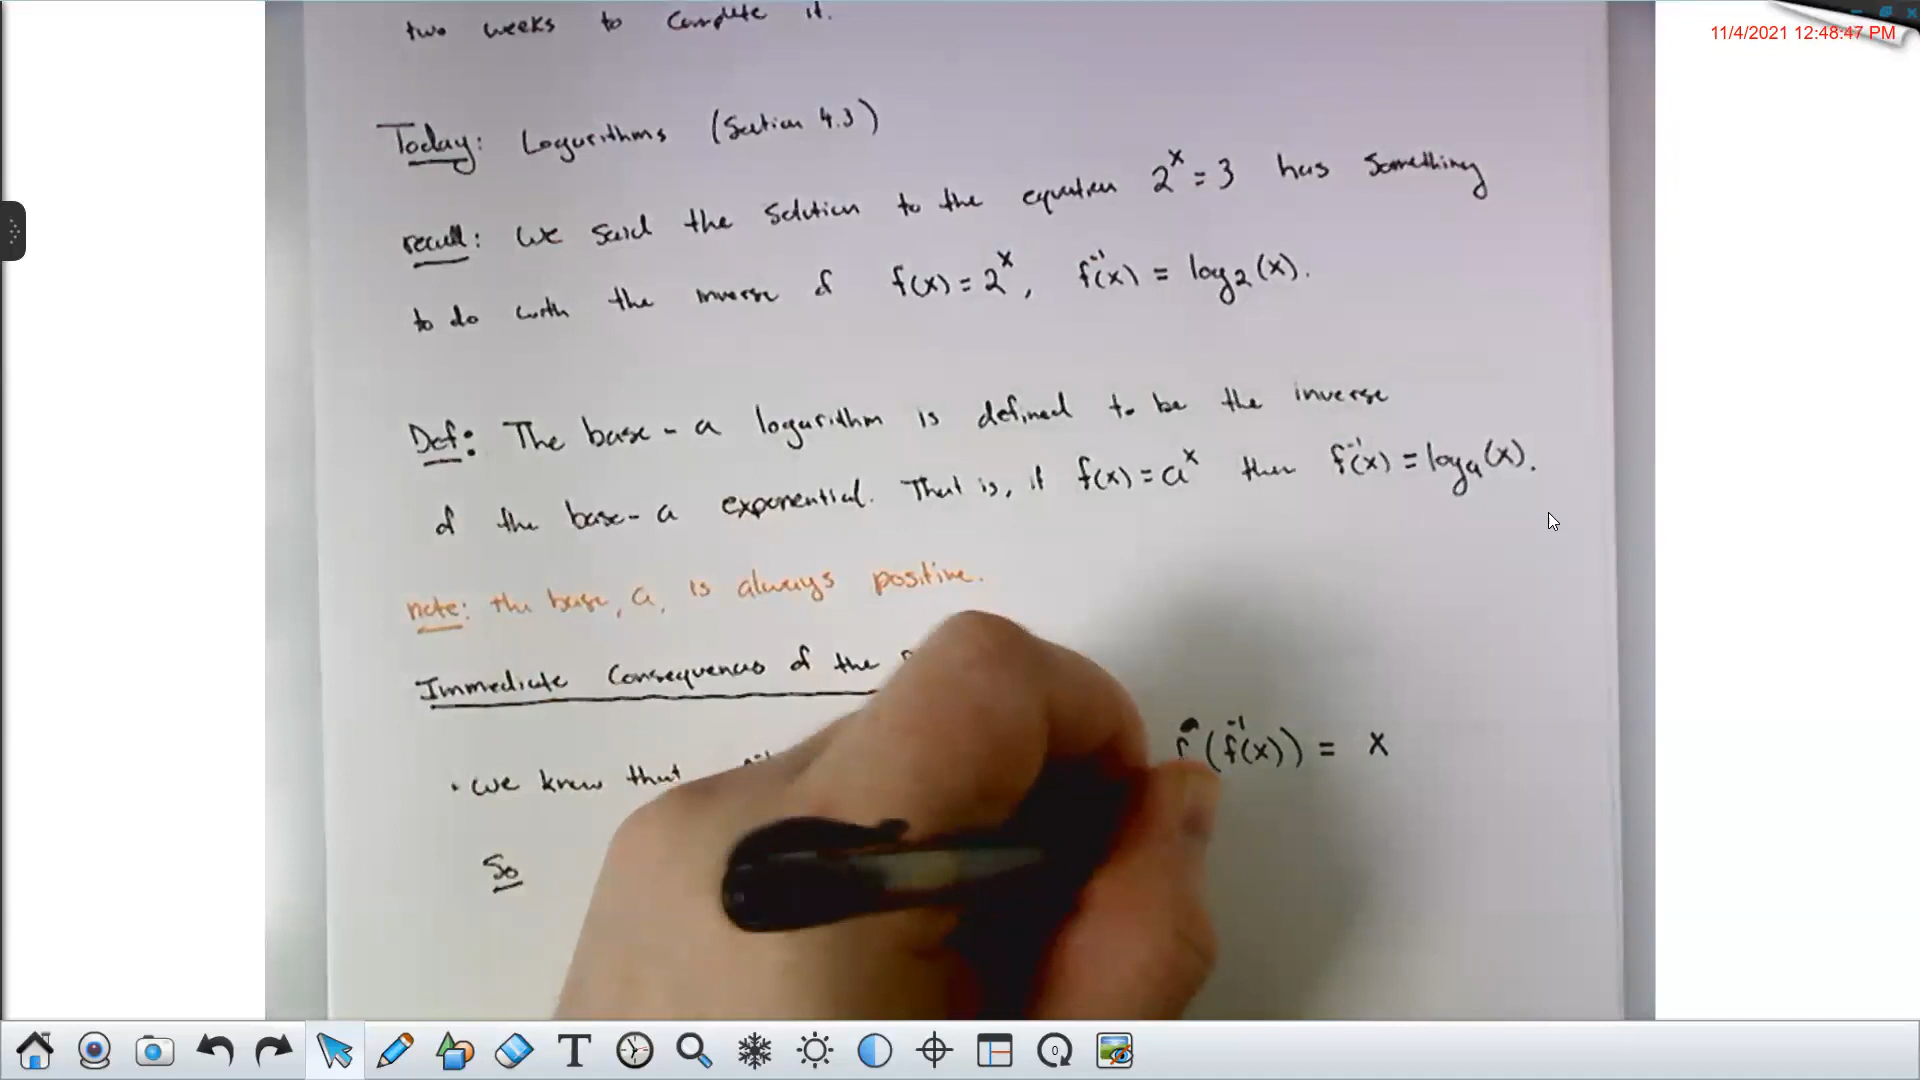 two weeks to complete it.
11/4/2021 12:48:47 PM
Today: Logarithms (Section 4.3)
recall: We said the solution to the equation 2^x = 3 has something
to do with the inverse of f(x) = 2^x, f^-1(x) = log_2(x).
Def: The base-a logarithm is defined to be the inverse
of the base-a exponential. That is, if f(x) = a^x then f^-1(x) = log_a(x).
note: the base, a, is always positive.
Immediate Consequences of the
• We know that f(f^-1(x)) = x
So